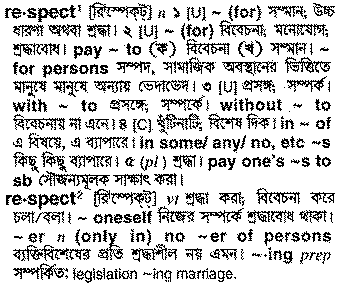 re·spect¹ [রিস্পেক্ট্] n ১ [U] ~ (for) সম্মান; উচ্চ
ধারণা অথবা শ্রদ্ধা। ২ [U] ~ (for) বিবেচনা; মনোযোগ;
শ্রদ্ধাবোধ। pay ~ to (ক) বিবেচনা (খ) সম্মান। ~
for persons সম্পদ, সামাজিক অবস্থানের ভিত্তিতে
মানুষে মানুষে অন্যায় ভেদাভেদ। ৩ [U] প্রসঙ্গ; সম্পর্ক।
with ~ to প্রসঙ্গে; সম্পর্কে। without ~ to
বিবেচনায় না এনে। ৪ [C] খুঁটিনাটি; বিশেষ দিক। in ~ of
এ বিষয়ে, এ ব্যাপারে। in some/ any/ no, etc ~s
কিছু কিছু ব্যাপারে। ৫ (pl) শ্রদ্ধা। pay one's ~s to
sb সৌজন্যমূলক সাক্ষাৎ করা।
re·spect² [রিস্পেক্ট্] vt শ্রদ্ধা করা; বিবেচনা করে
চলা/বলা। ~ oneself নিজের সম্পর্কে শ্রদ্ধাবোধ থাকা।
~er n (only in) no ~er of persons
ব্যক্তিবিশেষের প্রতি শ্রদ্ধাশীল নয় এমন। ~·ing prep
সম্পর্কিত: legislation ~ing marriage.